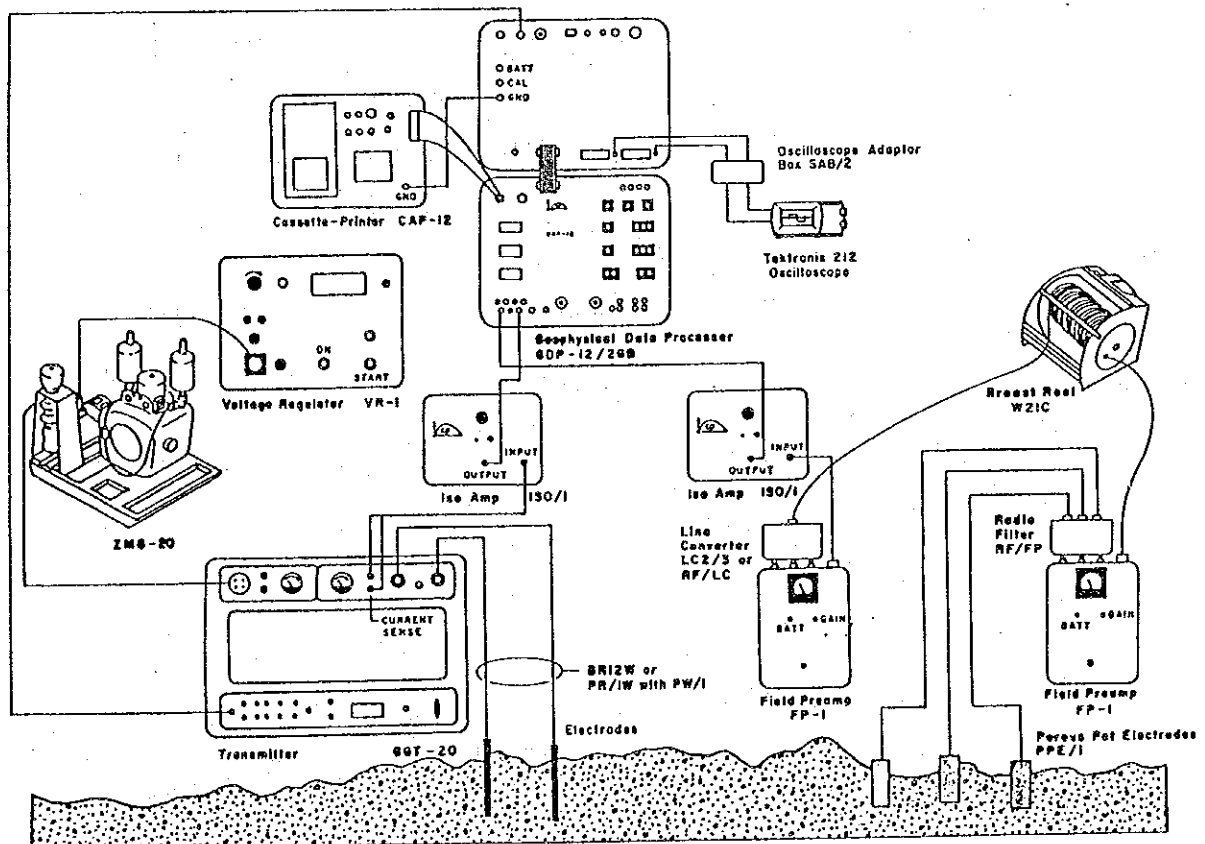 BATT
CAL
GND
GND
Cassette-Printer CAP-12
Oscilloscope Adaptor
Box SAB/2
Tektronix 212
Oscilloscope
Geophysical Data Processor
GDP-12/2GB
ON
START
Voltage Regulator VR-1
ZMG-20
INPUT
OUTPUT
Iso Amp ISO/1
INPUT
OUTPUT
Iso Amp ISO/1
Breast Reel
W21C
Line
Converter
LC2/3 or
RF/LC
Radio
Filter
RF/FP
CURRENT
SENSE
BATT
GAIN
BATT
GAIN
BR12W or
PR/1W with PW/1
Field Preamp
FP-1
Field Preamp
FP-1
Transmitter GGT-20
Electrodes
Porous Pot Electrodes
PPE/1